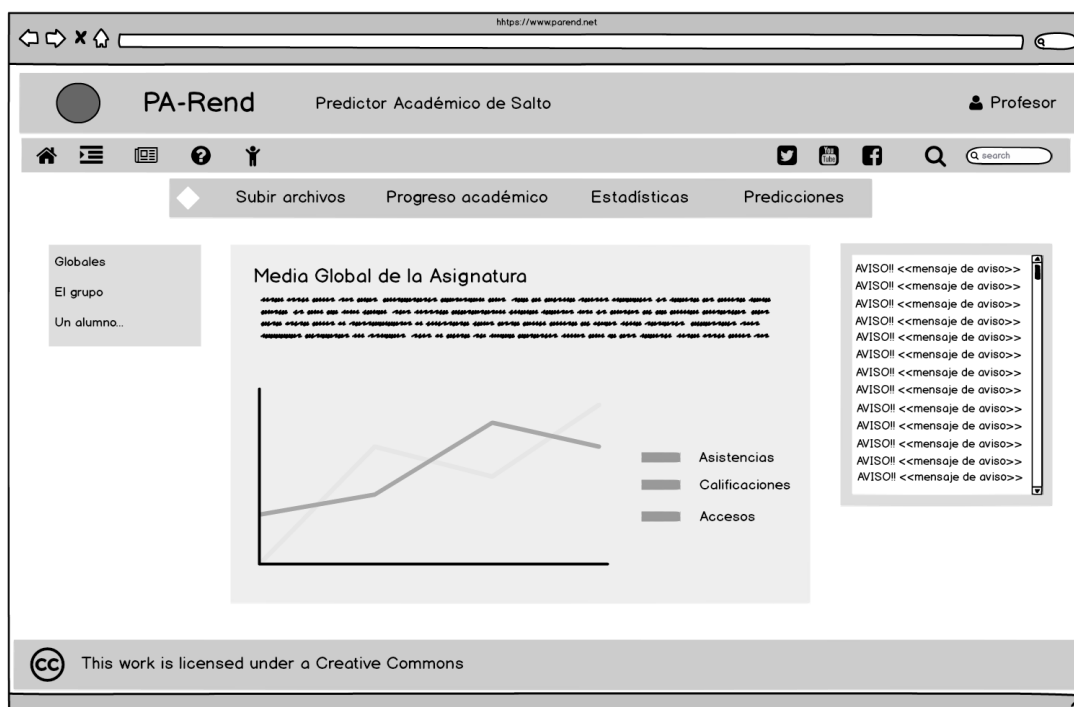 hhtps://www.parend.net
PA-Rend
Predictor Académico de Salto
Profesor
You
Tube
search
Subir archivos
Progreso académico
Estadísticas
Predicciones
Globales
El grupo
Un alumno...
Media Global de la Asignatura
Asistencias
Calificaciones
Accesos
AVISO!! <<mensaje de aviso>>
AVISO!! <<mensaje de aviso>>
AVISO!! <<mensaje de aviso>>
AVISO!! <<mensaje de aviso>>
AVISO!! <<mensaje de aviso>>
AVISO!! <<mensaje de aviso>>
AVISO!! <<mensaje de aviso>>
AVISO!! <<mensaje de aviso>>
AVISO!! <<mensaje de aviso>>
AVISO!! <<mensaje de aviso>>
AVISO!! <<mensaje de aviso>>
AVISO!! <<mensaje de aviso>>
AVISO!! <<mensaje de aviso>>
cc
This work is licensed under a Creative Commons